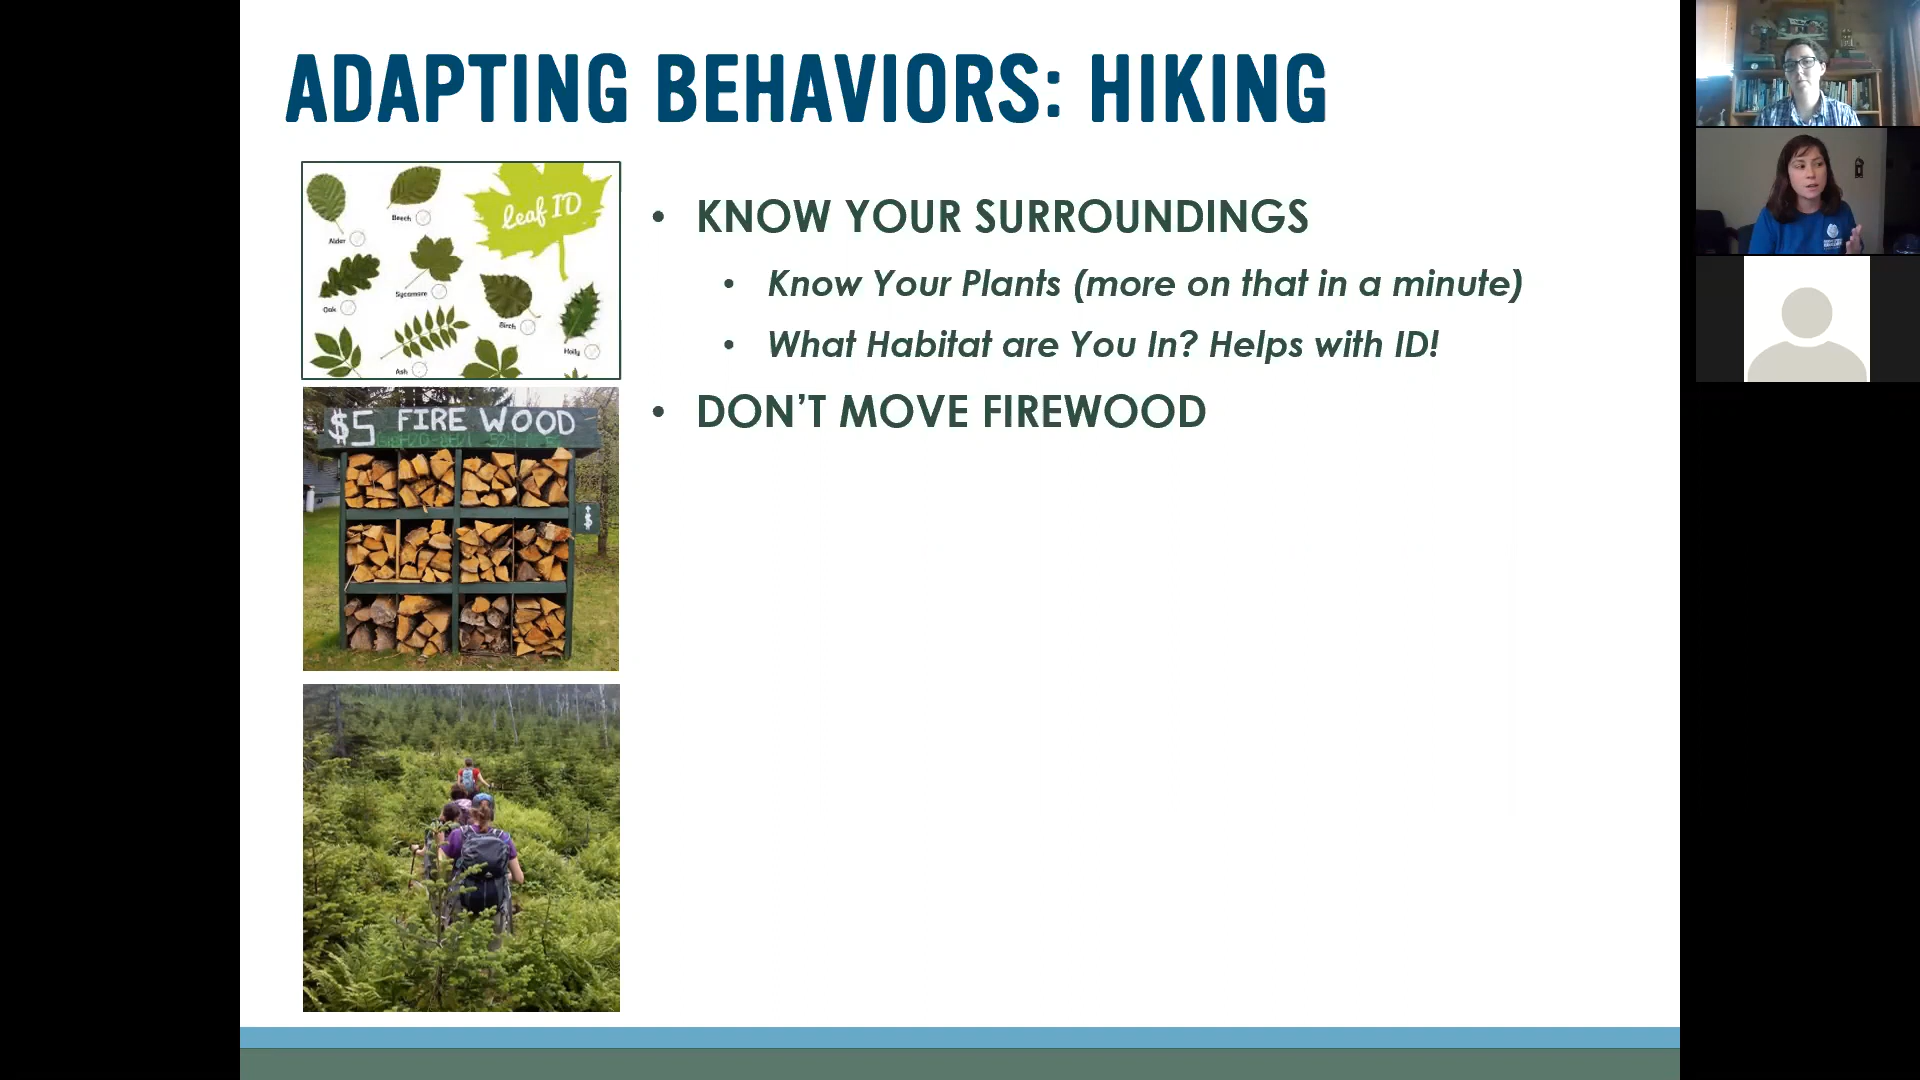 ADAPTING BEHAVIORS: HIKING
leaf ID
Beech
Alder
Sycamore
Oak
Birch
Holly
Ash
• KNOW YOUR SURROUNDINGS
• Know Your Plants (more on that in a minute)
• What Habitat are You In? Helps with ID!
• DON'T MOVE FIREWOOD
$5 FIRE WOOD
$